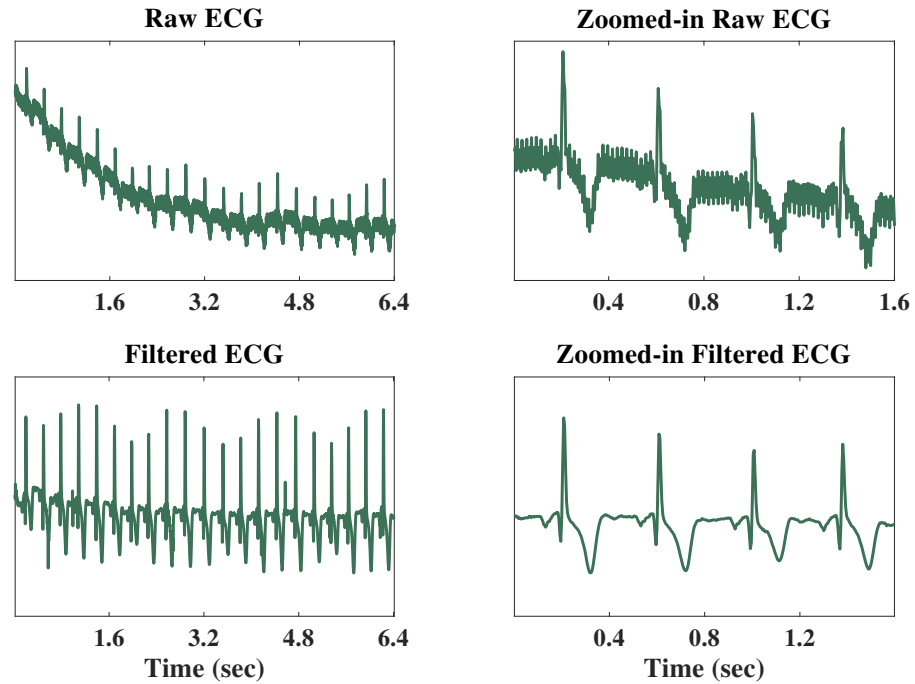 Raw ECG
Zoomed-in Raw ECG
1.6 3.2 4.8 6.4
0.4 0.8 1.2 1.6
Filtered ECG
Zoomed-in Filtered ECG
1.6 3.2 4.8 6.4
0.4 0.8 1.2
Time (sec)
Time (sec)